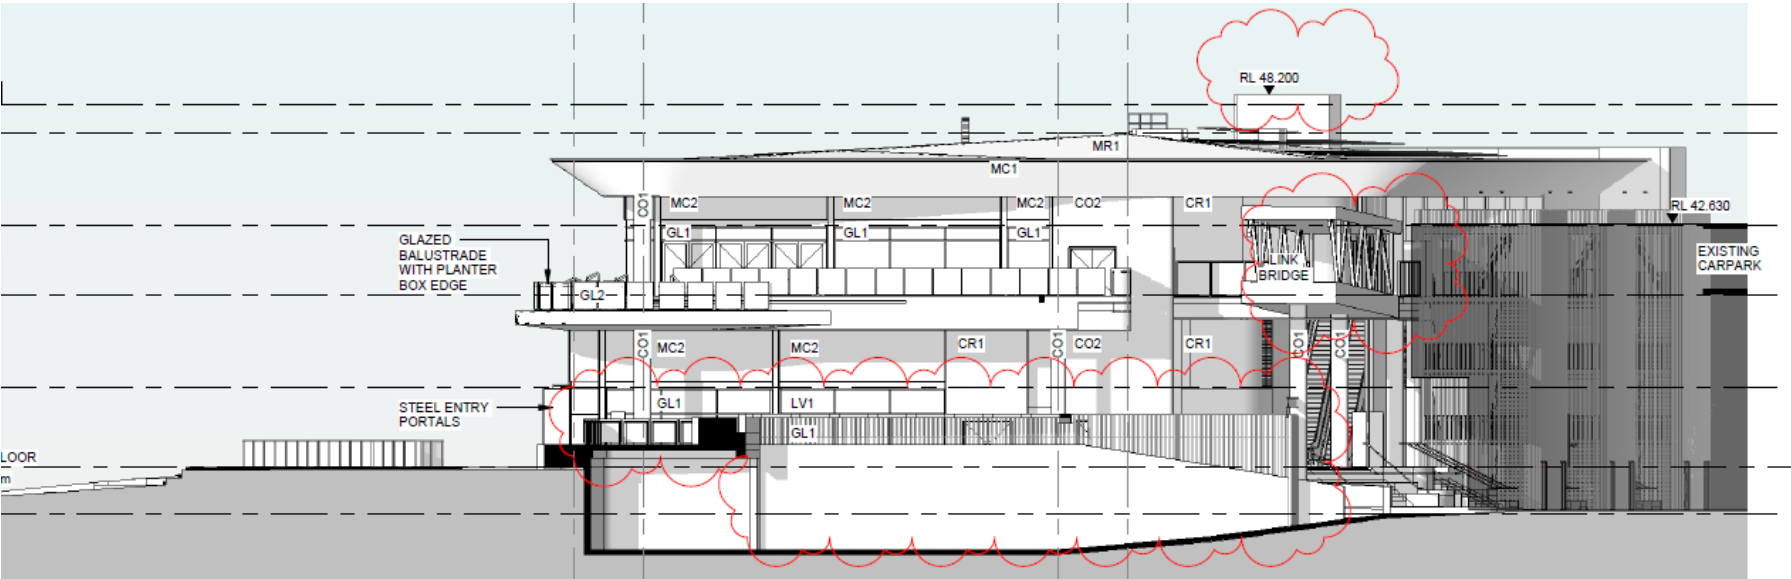 RL 48.200
MR1
MC1
CO1
MC2
MC2
MC2
CO2
CR1
RL 42.630
GL1
GL1
GL1
GLAZED
BALUSTRADE
WITH PLANTER
BOX EDGE
EXISTING
CARPARK
LINK
BRIDGE
GL2
CO1
MC2
MC2
CR1
CO1
CO2
CR1
CO1
CO1
STEEL ENTRY
PORTALS
GL1
LV1
GL1
LOOR
m